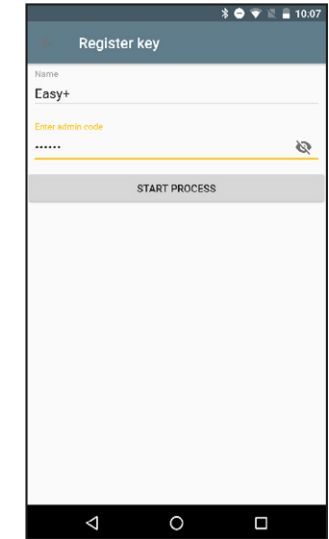 10:07
Register key
Name
Easy+
Enter admin code
••••••
START PROCESS